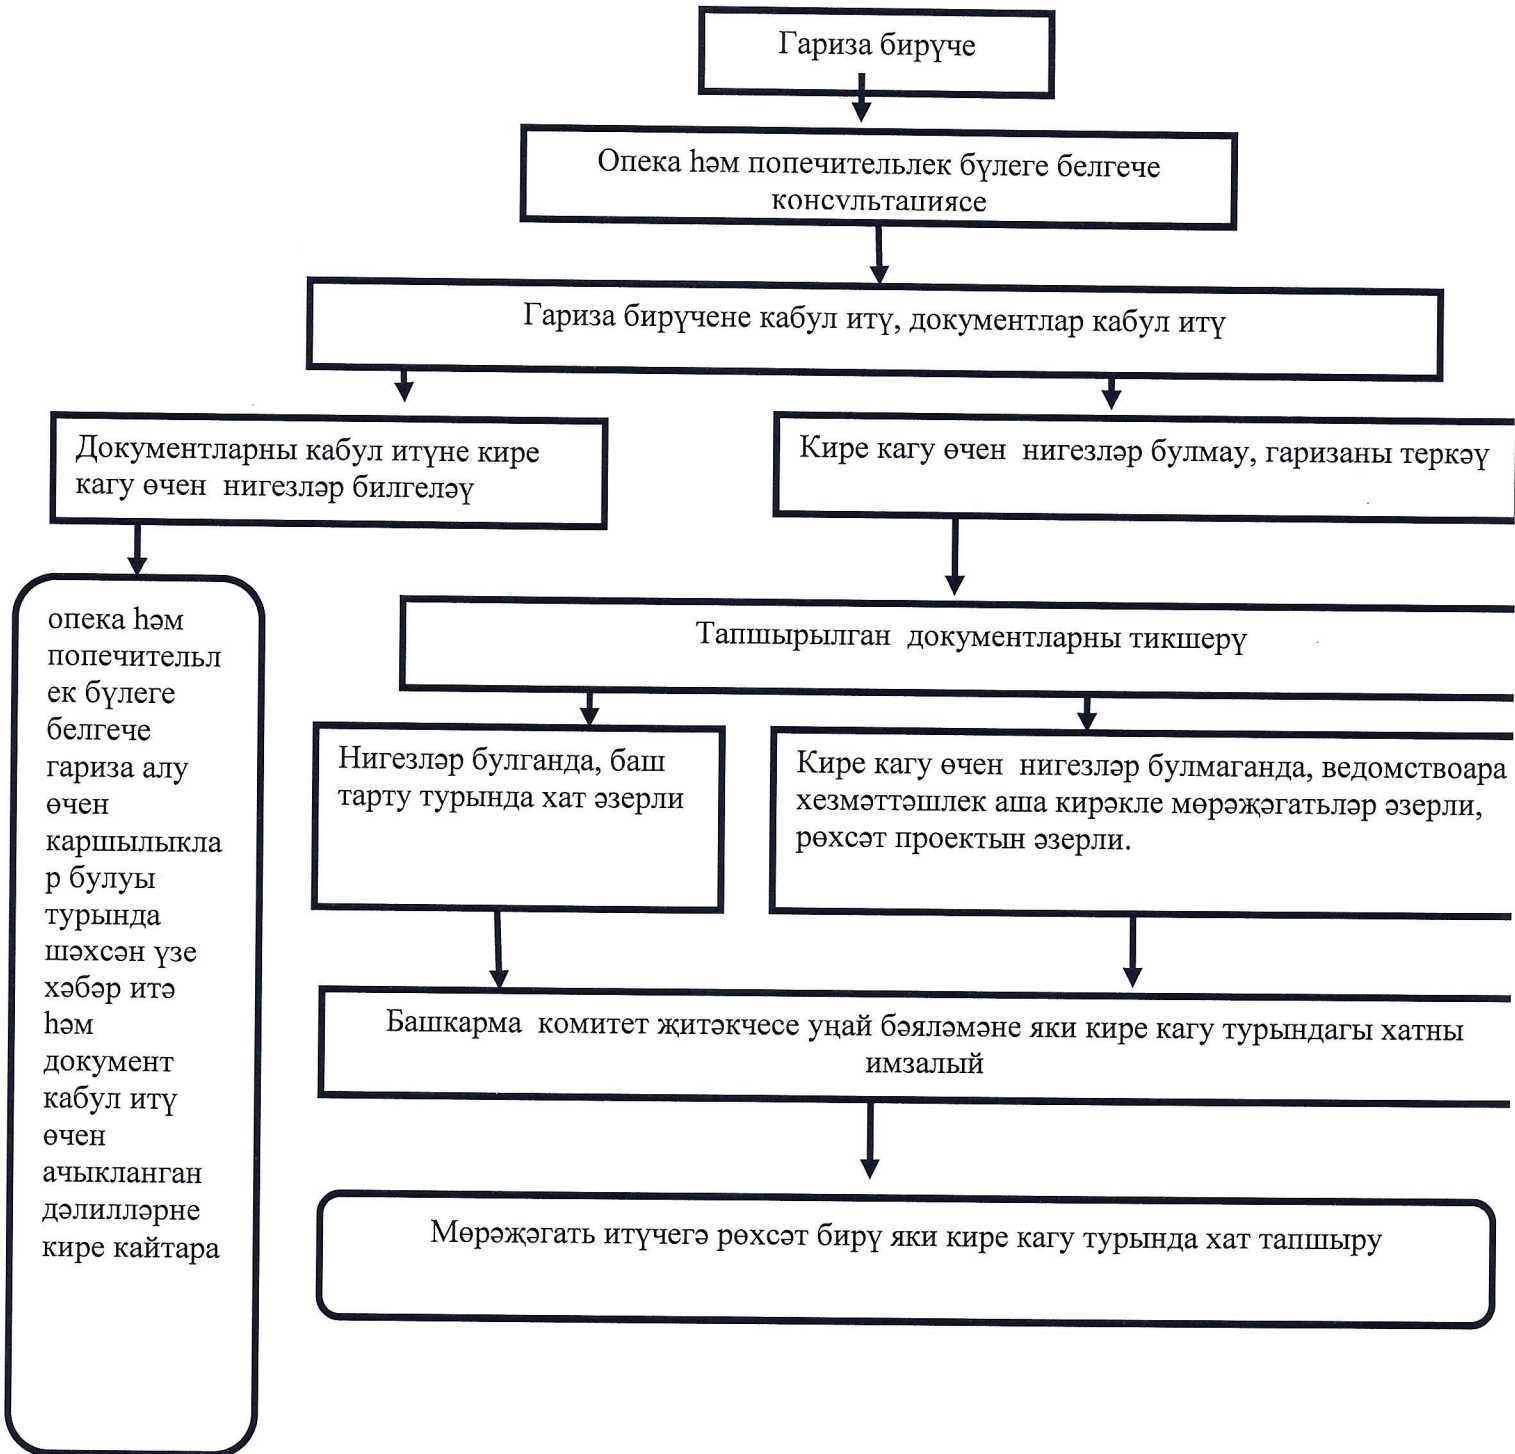 Гариза бирүче
Опека һәм попечительлек бүлеге белгече
консультациясе
Гариза бирүчене кабул итү, документлар кабул итү
Документларны кабул итүне кире
кагу өчен нигезләр билгеләү
Кире кагу өчен нигезләр булмау, гаризаны теркәү
опека һәм
попечительл
ек бүлеге
белгече
гариза алу
өчен
каршылыкла
р булуы
турында
шәхсән үзе
хәбәр итә
һәм
документ
кабул итү
өчен
ачыкланган
дәлилләрне
кире кайтара
Тапшырылган документларны тикшерү
Нигезләр булганда, баш
тарту турында хат әзерли
Кире кагу өчен нигезләр булмаганда, ведомствоара
хезмәттәшлек аша кирәкле мөрәҗәгатьләр әзерли,
рөхсәт проектын әзерли.
Башкарма комитет җитәкчесе уңай бәяләмәне яки кире кагу турындагы хатны
имзалый
Мөрәҗәгать итүчегә рөхсәт бирү яки кире кагу турында хат тапшыру